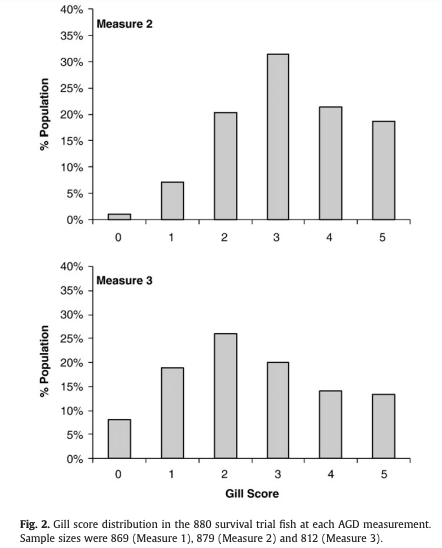 40%
Measure 2
35%
30%
25%
% Population
20%
15%
10%
5%
0%
0 1 2 3 4 5
40%
Measure 3
35%
30%
25%
% Population
20%
15%
10%
5%
0%
0 1 2 3 4 5
Gill Score
Fig. 2. Gill score distribution in the 880 survival trial fish at each AGD measurement.
Sample sizes were 869 (Measure 1), 879 (Measure 2) and 812 (Measure 3).